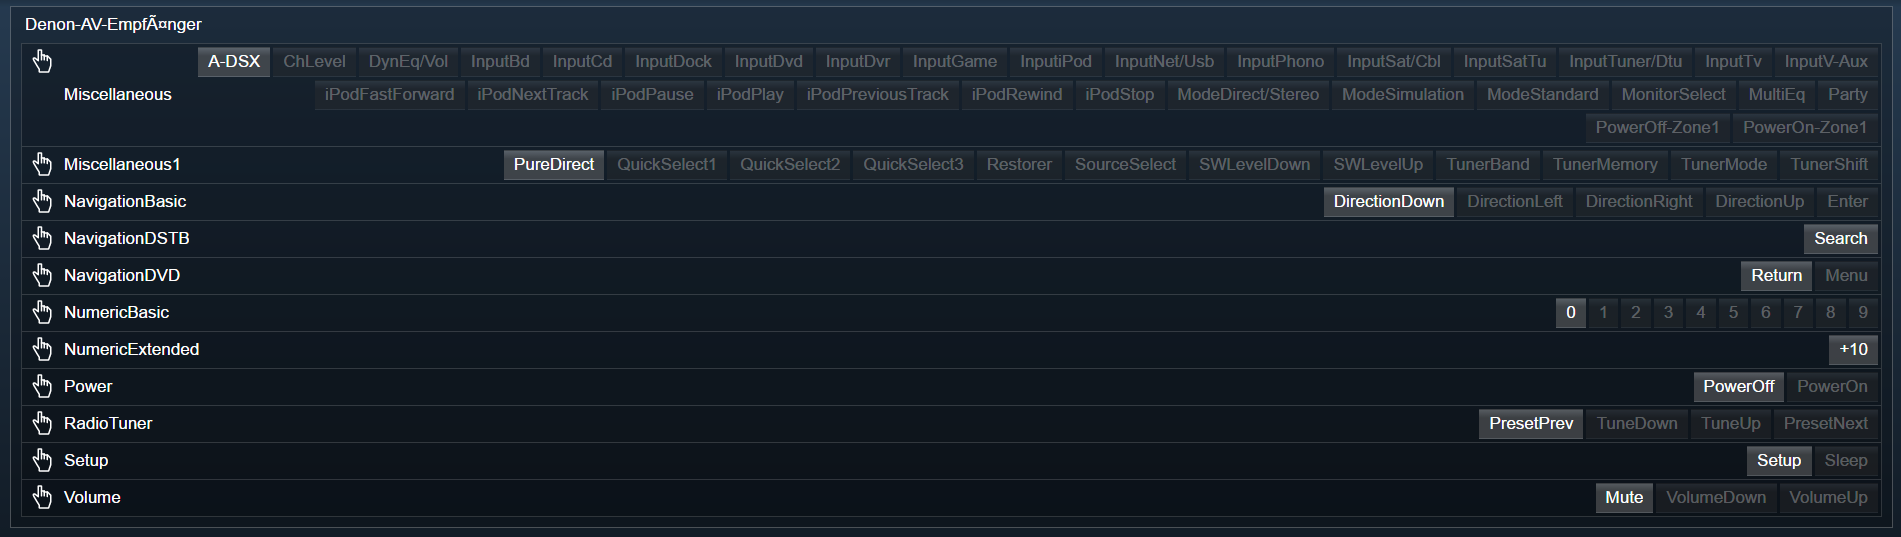 Denon-AV-EmpfÃ¤nger
A-DSX ChLevel DynEq/Vol InputBd InputCd InputDock InputDvd InputDvr InputGame InputiPod InputNet/Usb InputPhono InputSat/Cbl InputSatTu InputTuner/Dtu InputTv InputV-Aux
Miscellaneous iPodFastForward iPodNextTrack iPodPause iPodPlay iPodPreviousTrack iPodRewind iPodStop ModeDirect/Stereo ModeSimulation ModeStandard MonitorSelect MultiEq Party
PowerOff-Zone1 PowerOn-Zone1
Miscellaneous1 PureDirect QuickSelect1 QuickSelect2 QuickSelect3 Restorer SourceSelect SWLevelDown SWLevelUp TunerBand TunerMemory TunerMode TunerShift
NavigationBasic DirectionDown DirectionLeft DirectionRight DirectionUp Enter
NavigationDSTB Search
NavigationDVD Return Menu
NumericBasic 0 1 2 3 4 5 6 7 8 9
NumericExtended +10
Power PowerOff PowerOn
RadioTuner PresetPrev TuneDown TuneUp PresetNext
Setup Setup Sleep
Volume Mute VolumeDown VolumeUp